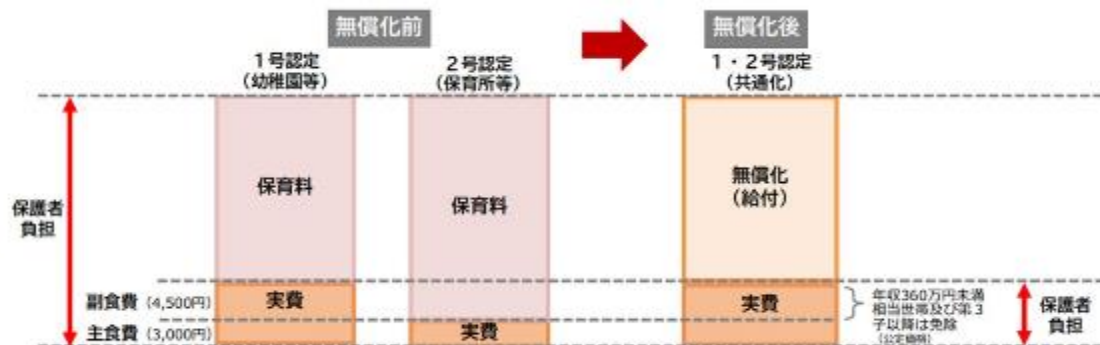 無償化前
無償化後
1号認定
（幼稚園等）
2号認定
（保育所等）
1・2号認定
（共通化）
保護者
負担
保育料
保育料
無償化
（給付）
副食費（4,500円）
実費
実費
年収360万円未満
相当世帯及び第3
子以降は免除
（公定価格）
保護者
負担
主食費（3,000円）
実費